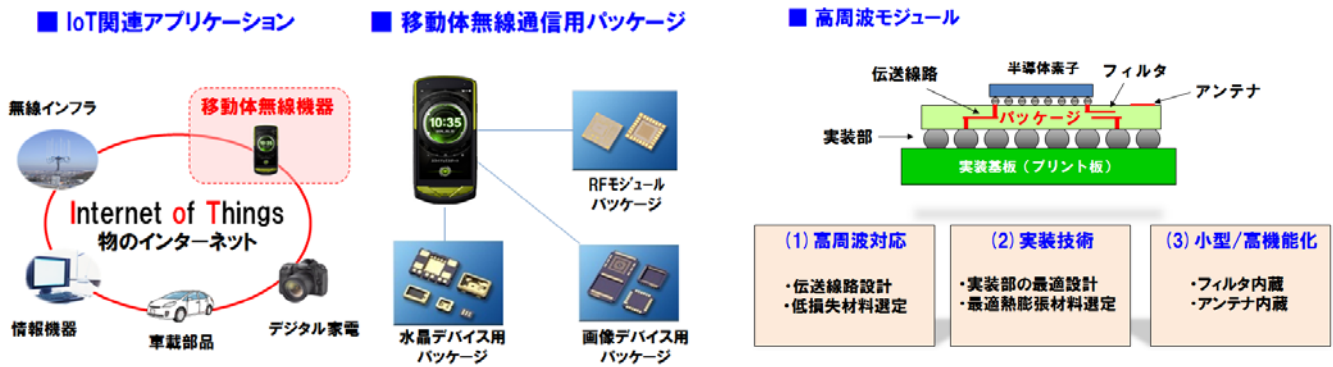 ■ IoT関連アプリケーション
無線インフラ
移動体無線機器
10:35
Internet of Things
物のインターネット
情報機器
車載部品
デジタル家電
■ 移動体無線通信用パッケージ
10:35
RFモジュール
パッケージ
水晶デバイス用
パッケージ
画像デバイス用
パッケージ
■ 高周波モジュール
伝送線路
半導体素子
フィルタ
アンテナ
パッケージ
実装部
実装基板（プリント板）
(1) 高周波対応
・伝送線路設計
・低損失材料選定
(2) 実装技術
・実装部の最適設計
・最適熱膨張材料選定
(3) 小型/高機能化
・フィルタ内蔵
・アンテナ内蔵